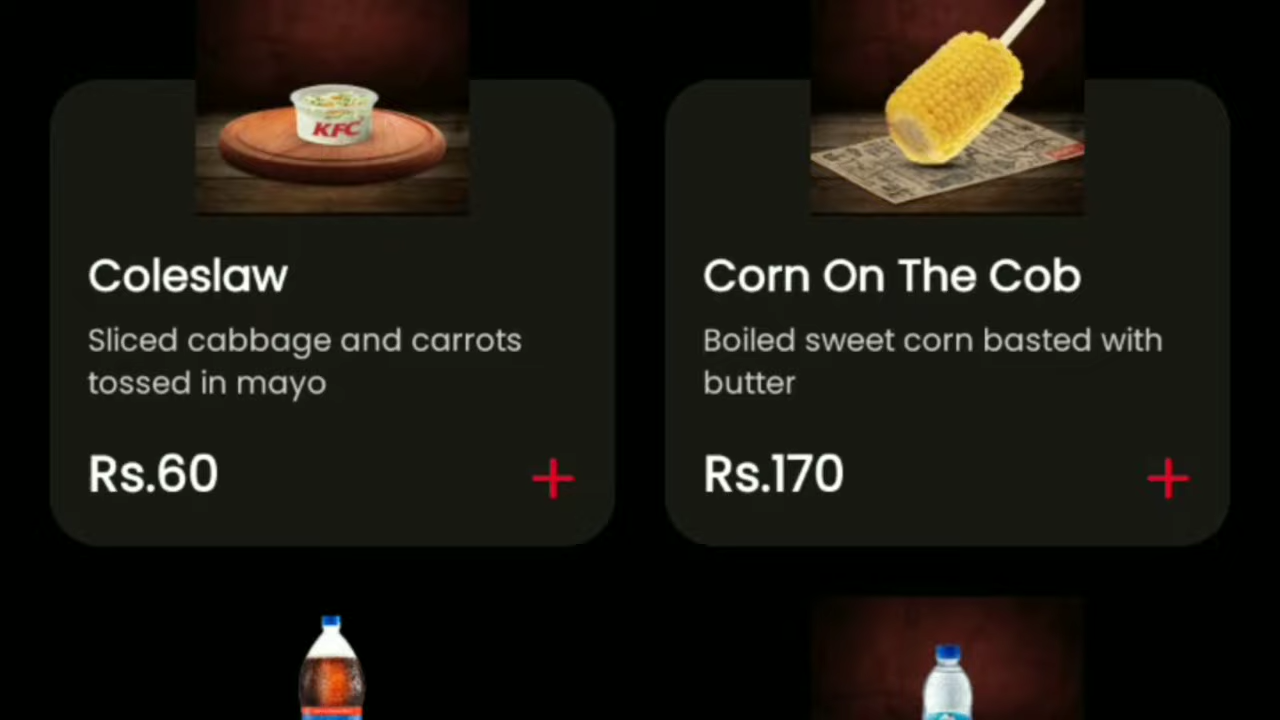 KFC
Coleslaw
Sliced cabbage and carrots
tossed in mayo
Rs.60
Corn On The Cob
Boiled sweet corn basted with
butter
Rs.170